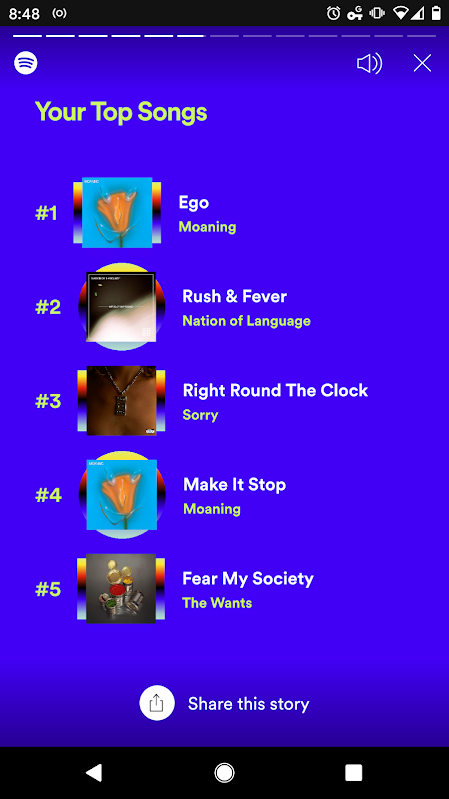 8:48
Your Top Songs
#1
Ego
Moaning
#2
Rush & Fever
Nation of Language
#3
Right Round The Clock
Sorry
#4
Make It Stop
Moaning
#5
Fear My Society
The Wants
Share this story